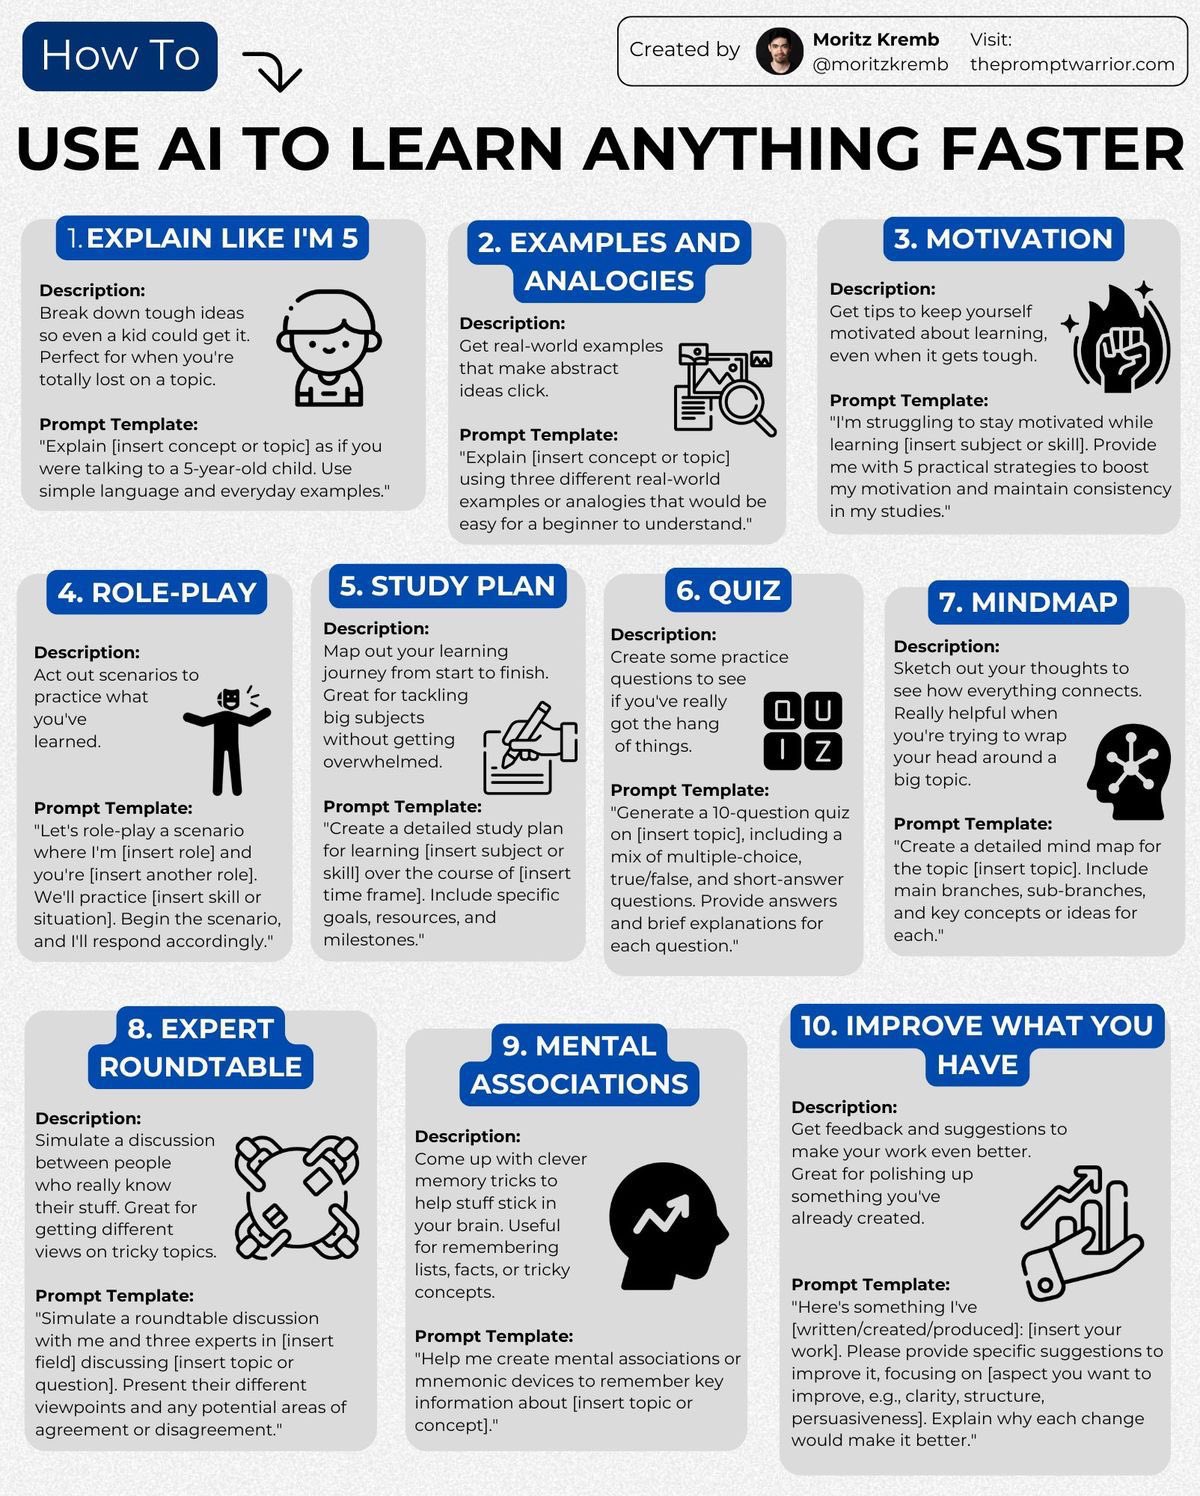 How To
Created by
Moritz Kremb
@moritzkremb
Visit:
thepromptwarrior.com
USE AI TO LEARN ANYTHING FASTER
1. EXPLAIN LIKE I'M 5
Description:
Break down tough ideas
so even a kid could get it.
Perfect for when you're
totally lost on a topic.
Prompt Template:
"Explain [insert concept or topic] as if you
were talking to a 5-year-old child. Use
simple language and everyday examples."
2. EXAMPLES AND
ANALOGIES
Description:
Get real-world examples
that make abstract
ideas click.
Prompt Template:
"Explain [insert concept or topic]
using three different real-world
examples or analogies that would be
easy for a beginner to understand."
3. MOTIVATION
Description:
Get tips to keep yourself
motivated about learning,
even when it gets tough.
Prompt Template:
"I'm struggling to stay motivated while
learning [insert subject or skill]. Provide
me with 5 practical strategies to boost
my motivation and maintain consistency
in my studies."
4. ROLE-PLAY
Description:
Act out scenarios to
practice what
you've
learned.
Prompt Template:
"Let's role-play a scenario
where I'm [insert role] and
you're [insert another role].
We'll practice [insert skill or
situation]. Begin the scenario,
and I'll respond accordingly."
5. STUDY PLAN
Description:
Map out your learning
journey from start to finish.
Great for tackling
big subjects
without getting
overwhelmed.
Prompt Template:
"Create a detailed study plan
for learning [insert subject or
skill] over the course of [insert
time frame]. Include specific
goals, resources, and
milestones."
6. QUIZ
Description:
Create some practice
questions to see
if you've really
got the hang
of things.
QU
IZ
Prompt Template:
"Generate a 10-question quiz
on [insert topic], including a
mix of multiple-choice,
true/false, and short-answer
questions. Provide answers
and brief explanations for
each question."
7. MINDMAP
Description:
Sketch out your thoughts to
see how everything connects.
Really helpful when
you're trying to wrap
your head around a
big topic.
Prompt Template:
"Create a detailed mind map for
the topic [insert topic]. Include
main branches, sub-branches,
and key concepts or ideas for
each."
8. EXPERT
ROUNDTABLE
Description:
Simulate a discussion
between people
who really know
their stuff. Great for
getting different
views on tricky topics.
Prompt Template:
"Simulate a roundtable discussion
with me and three experts in [insert
field] discussing [insert topic or
question]. Present their different
viewpoints and any potential areas of
agreement or disagreement."
9. MENTAL
ASSOCIATIONS
Description:
Come up with clever
memory tricks to
help stuff stick in
your brain. Useful
for remembering
lists, facts, or tricky
concepts.
Prompt Template:
"Help me create mental associations or
mnemonic devices to remember key
information about [insert topic or
concept]."
10. IMPROVE WHAT YOU
HAVE
Description:
Get feedback and suggestions to
make your work even better.
Great for polishing up
something you've
already created.
Prompt Template:
"Here's something I've
[written/created/produced]: [insert your
work]. Please provide specific suggestions to
improve it, focusing on [aspect you want to
improve, e.g., clarity, structure,
persuasiveness]. Explain why each change
would make it better."